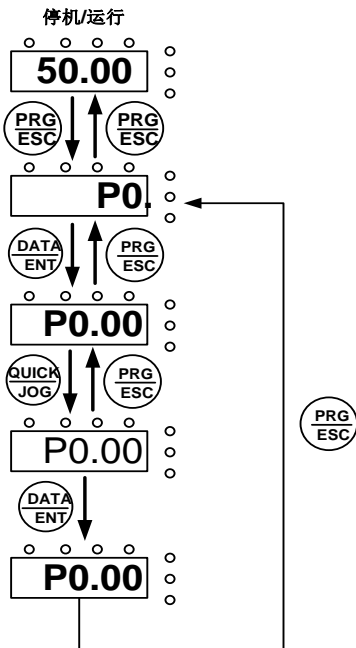 停机/运行
50.00
PRG
ESC
PRG
ESC
P0.
DATA
ENT
PRG
ESC
P0.00
QUICK
JOG
PRG
ESC
PRG
ESC
P0.00
DATA
ENT
P0.00